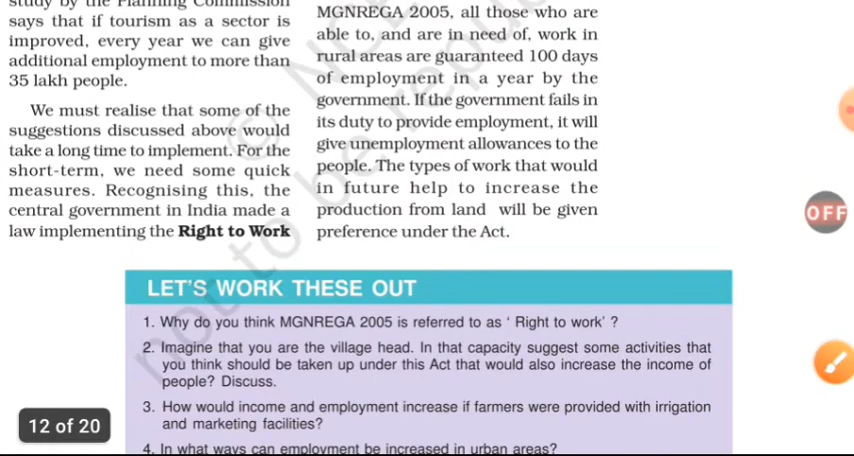 study by the Planning Commission
says that if tourism as a sector is
improved, every year we can give
additional employment to more than
35 lakh people.
We must realise that some of the
suggestions discussed above would
take a long time to implement. For the
short-term, we need some quick
measures. Recognising this, the
central government in India made a
law implementing the Right to Work
MGNREGA 2005, all those who are
able to, and are in need of, work in
rural areas are guaranteed 100 days
of employment in a year by the
government. If the government fails in
its duty to provide employment, it will
give unemployment allowances to the
people. The types of work that would
in future help to increase the
production from land will be given
preference under the Act.
OFF
LET'S WORK THESE OUT
1. Why do you think MGNREGA 2005 is referred to as ‘ Right to work’ ?
2. Imagine that you are the village head. In that capacity suggest some activities that
you think should be taken up under this Act that would also increase the income of
people? Discuss.
3. How would income and employment increase if farmers were provided with irrigation
and marketing facilities?
4. In what ways can employment be increased in urban areas?
12 of 20
not to be